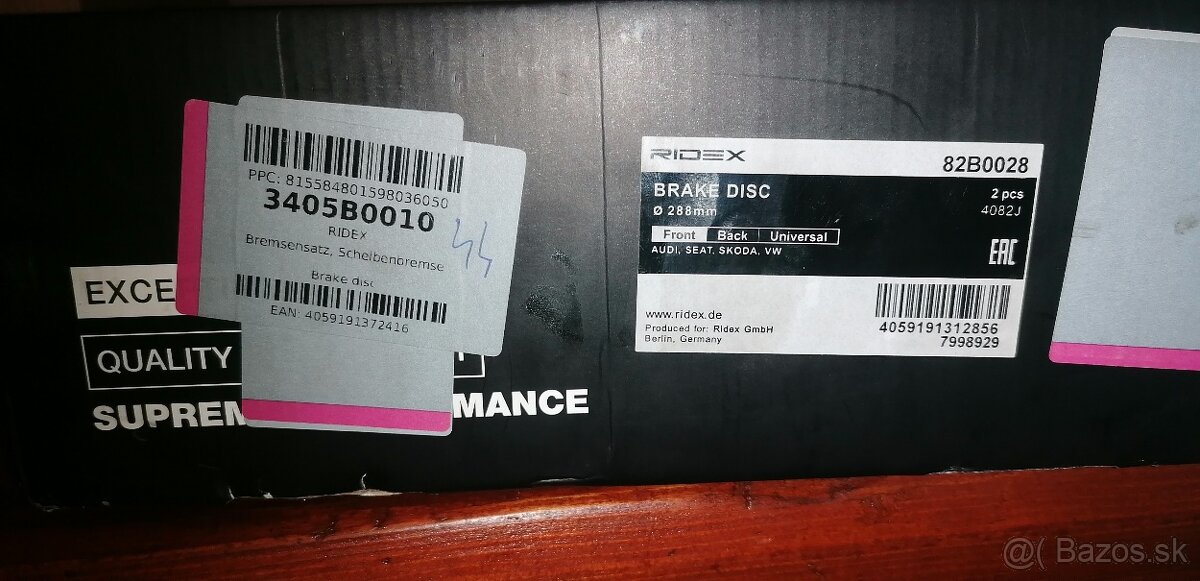 PPC: 815584801598036050
3405B0010
RIDEX
Bremsensatz, Scheibenbremse
Brake disc
EAN: 4059191372416
44
EXCE
QUALITY
SUPREM MANCE
RIDEX 82B0028
BRAKE DISC 2 pcs
Ø 288mm 4082J
Front Back Universal
AUDI, SEAT, SKODA, VW
EAC
www.ridex.de
Produced for: Ridex GmbH
Berlin, Germany
4059191312856
7998929
@( Bazos.sk